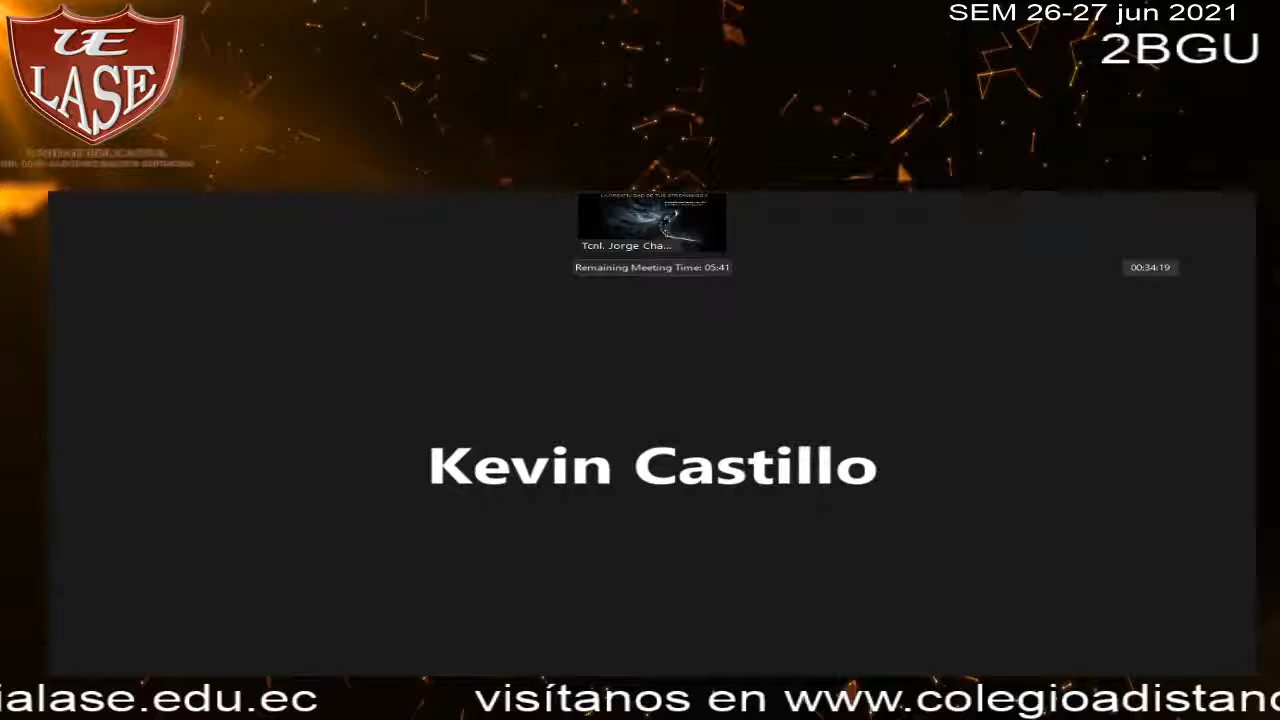 SEM 26-27 jun 2021
2BGU
UE
LASE
Tcnl. Jorge Cha...
Remaining Meeting Time: 05:41
00:34:19
Kevin Castillo
ialase.edu.ec visítanos en www.colegioadistanc